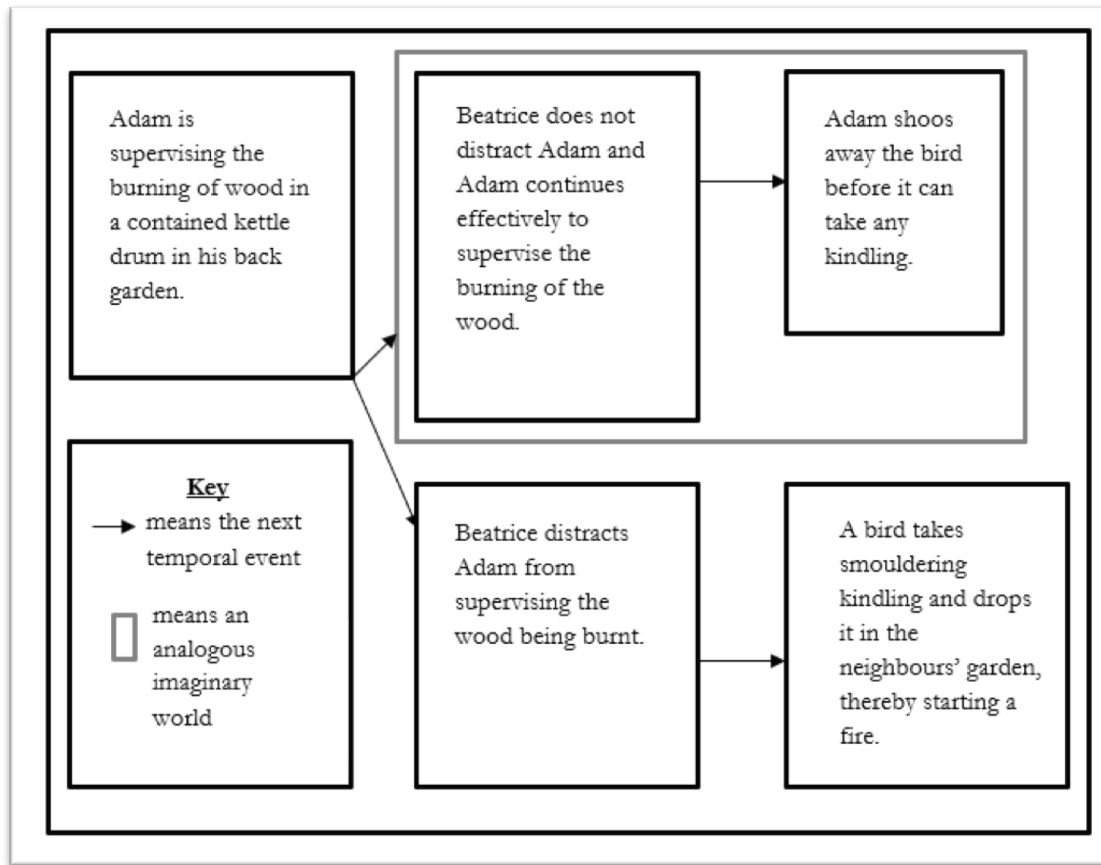 Adam is
supervising the
burning of wood in
a contained kettle
drum in his back
garden.
Beatrice does not
distract Adam and
Adam continues
effectively to
supervise the
burning of the
wood.
Adam shoos
away the bird
before it can
take any
kindling.
Key
means the next
temporal event
means an
analogous
imaginary
world
Beatrice distracts
Adam from
supervising the
wood being burnt.
A bird takes
smouldering
kindling and drops
it in the
neighbours’ garden,
thereby starting a
fire.